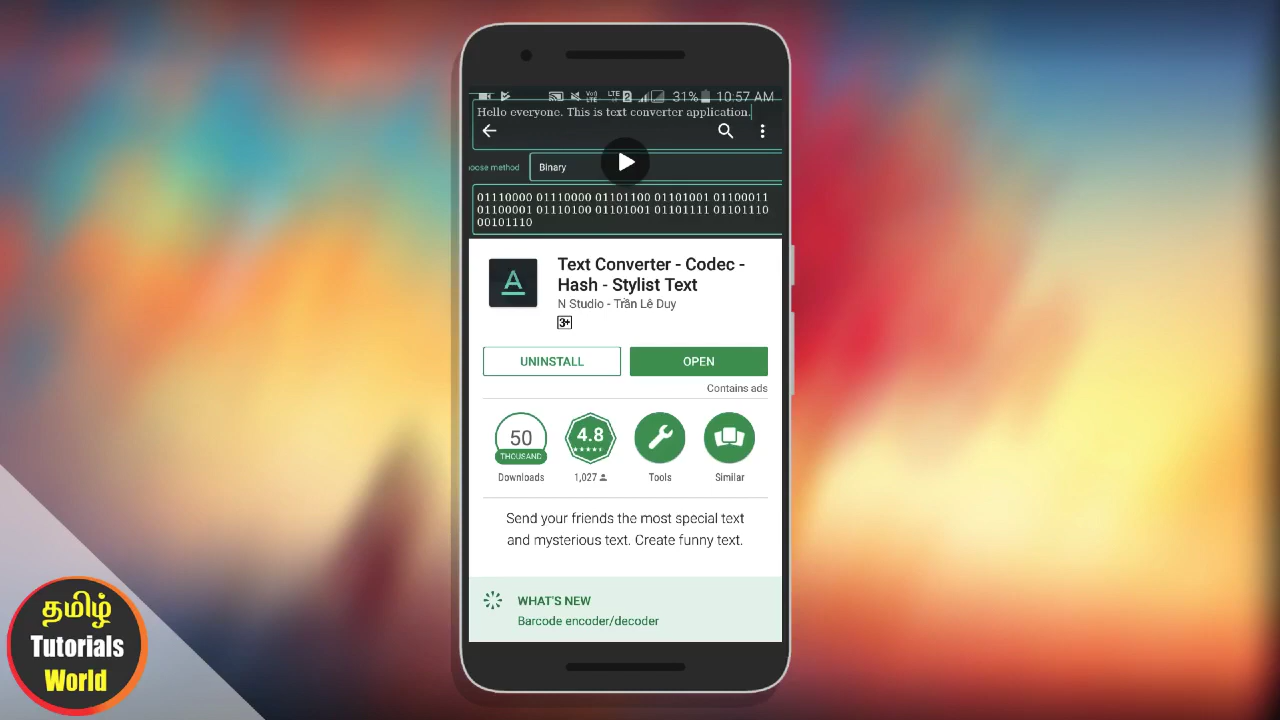 31% 10:57 AM
Hello everyone. This is text converter application.
oose method Binary
01110000 01110000 01101100 01101001 01100011
01100001 01110100 01101001 01101111 01101110
00101110
Text Converter - Codec -
Hash - Stylist Text
N Studio - Trần Lê Duy
3+
UNINSTALL OPEN
Contains ads
50 4.8
THOUSAND
Downloads 1,027 Tools Similar
Send your friends the most special text
and mysterious text. Create funny text.
WHAT'S NEW
Barcode encoder/decoder
தமிழ்
Tutorials
World